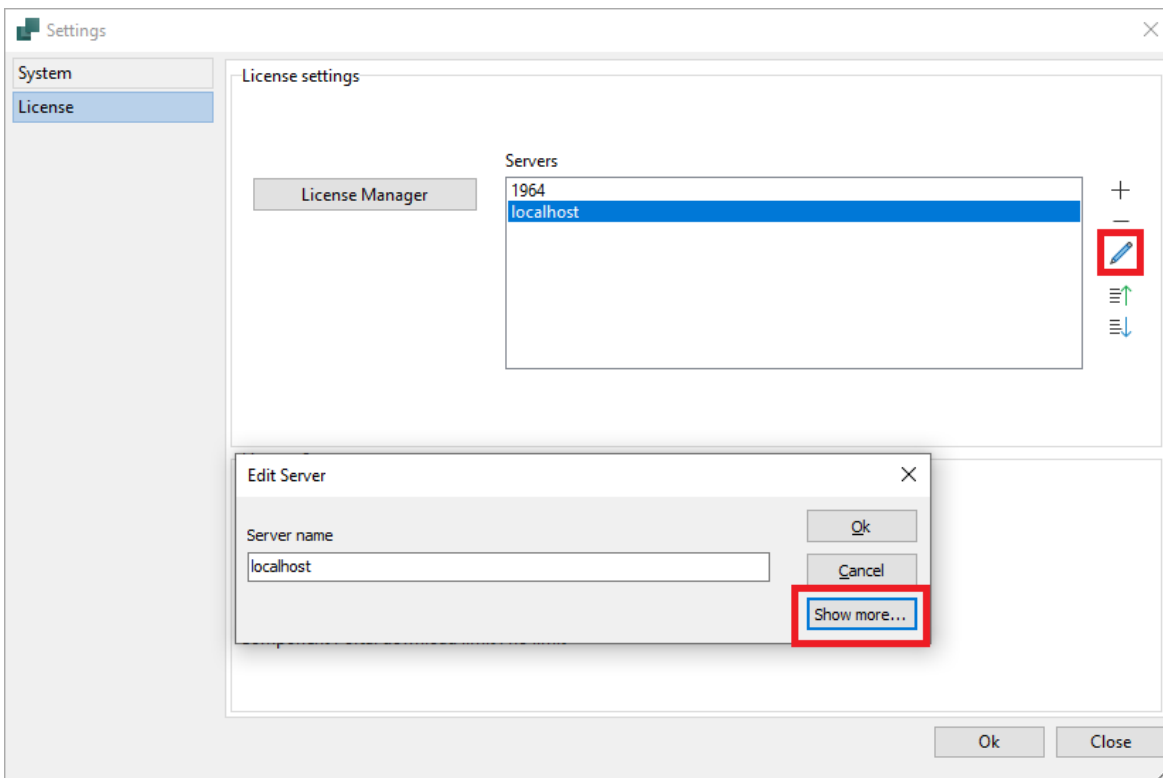 Settings
System
License
License settings
License Manager
Servers
1964
localhost
Edit Server
Server name
localhost
Ok
Cancel
Show more...
Ok
Close